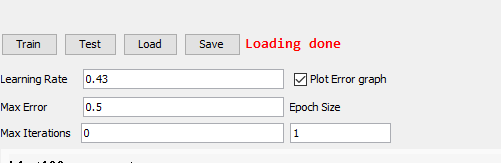 Train Test Load Save Loading done
Learning Rate 0.43 Plot Error graph
Max Error 0.5 Epoch Size
Max Iterations 0 1